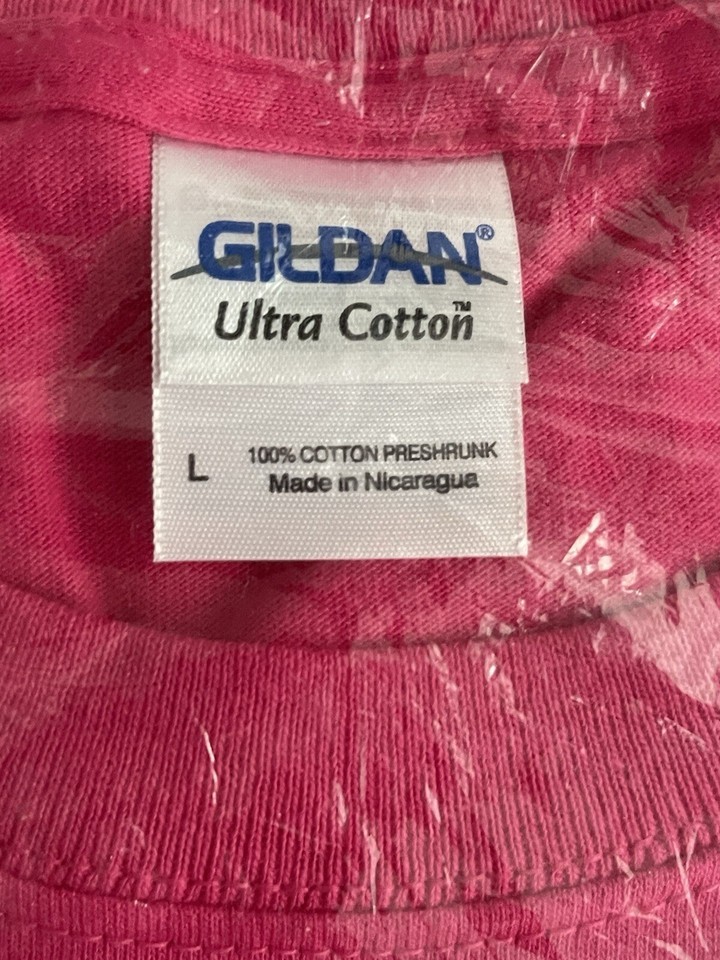 GILDAN®
Ultra Cotton™
L
100% COTTON PRESHRUNK
Made in Nicaragua